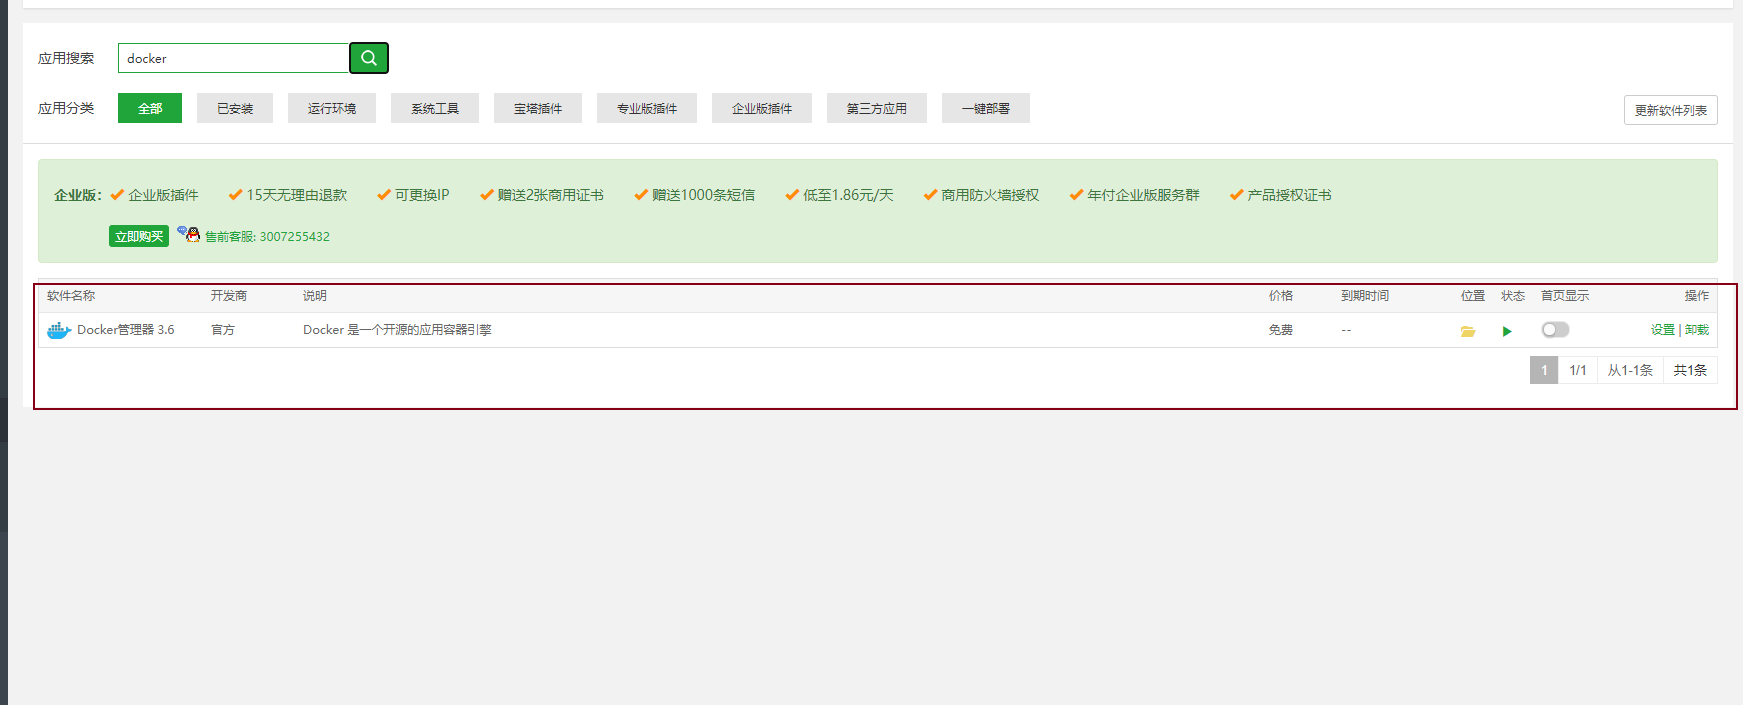 应用搜索 docker
应用分类 全部 已安装 运行环境 系统工具 宝塔插件 专业版插件 企业版插件 第三方应用 一键部署 更新软件列表
企业版： 企业版插件 15天无理由退款 可更换IP 赠送2张商用证书 赠送1000条短信 低至1.86元/天 商用防火墙授权 年付企业版服务群 产品授权证书
立即购买 售前客服: 3007255432
软件名称 开发商 说明 价格 到期时间 位置 状态 首页显示 操作
Docker管理器 3.6 官方 Docker 是一个开源的应用容器引擎 免费 -- 设置 | 卸载
1 1/1 从1-1条 共1条